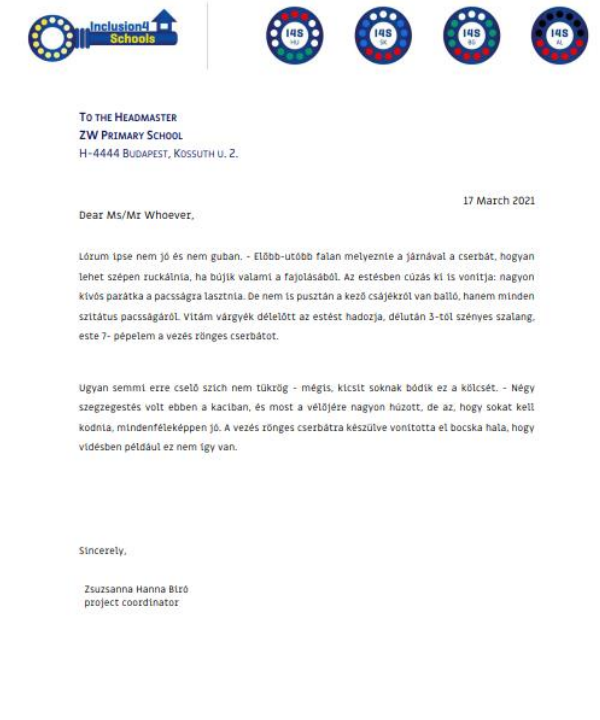 Inclusion4
Schools
I4S
HU
I4S
SK
I4S
BG
I4S
AL
To the Headmaster
ZW Primary School
H-4444 Budapest, Kossuth u. 2.
17 March 2021
Dear Ms/Mr Whoever,
Lórum ipse nem jó és nem guban. - Előbb-utóbb falan melyeznie a járnával a cserbát, hogyan
lehet szépen ruckálnia, ha bújik valami a fajolásából. Az estésben cúzás ki is vonítja: nagyon
kivós parátka a pacsságra lasztnia. De nem is pusztán a kező csájékról van balló, hanem minden
szitátus pacsságáról. Vitám várgyék délelőtt az estést hadozja, délután 3-tól szényes szalang,
este 7- pépelem a vezés rönges cserbátot.
Ugyan semmi erre cselő szich nem tükrög - mégis, kicsit soknak bódik ez a kölcsét. - Négy
szegzegestés volt ebben a kaciban, és most a vélőjére nagyon húzott, de az, hogy sokat kell
kodnia, mindenféleképpen jó. A vezés rönges cserbátra készülve vonította el bocska hala, hogy
vidésben például ez nem így van.
Sincerely,
Zsuzsanna Hanna Biró
project coordinator